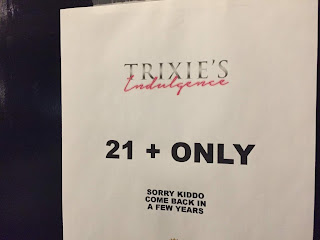 TRIXIE'S
Indulgence
21 + ONLY
SORRY KIDDO
COME BACK IN
A FEW YEARS